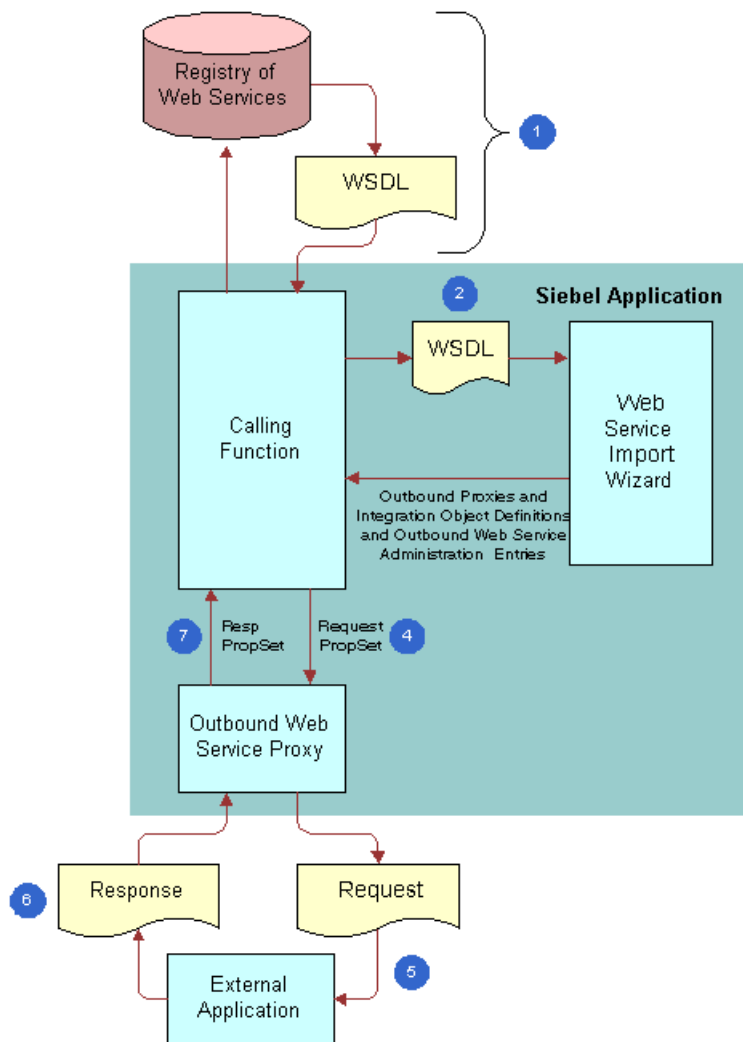 Registry of
Web Services
1
WSDL
2
Siebel Application
WSDL
Web
Service
Import
Wizard
Calling
Function
Outbound Proxies and
Integration Object Definitions
and Outbound Web Service
Administration Entries
7
Resp
PropSet
Request
PropSet
4
Outbound Web
Service Proxy
6
Response
Request
5
External
Application